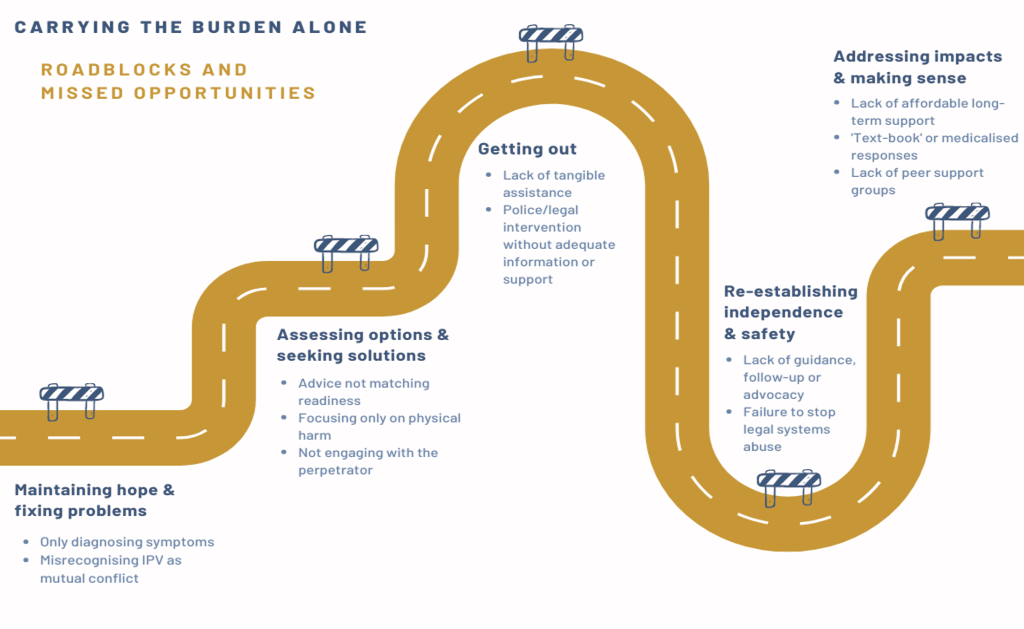 CARRYING THE BURDEN ALONE
ROADBLOCKS AND
MISSED OPPORTUNITIES
Maintaining hope &
fixing problems
• Only diagnosing symptoms
• Misrecognising IPV as
mutual conflict
Assessing options &
seeking solutions
• Advice not matching
readiness
• Focusing only on physical
harm
• Not engaging with the
perpetrator
Getting out
• Lack of tangible
assistance
• Police/legal
intervention
without adequate
information or
support
Re-establishing
independence
& safety
• Lack of guidance,
follow-up or
advocacy
• Failure to stop
legal systems
abuse
Addressing impacts
& making sense
• Lack of affordable long-
term support
• 'Text-book' or medicalised
responses
• Lack of peer support
groups